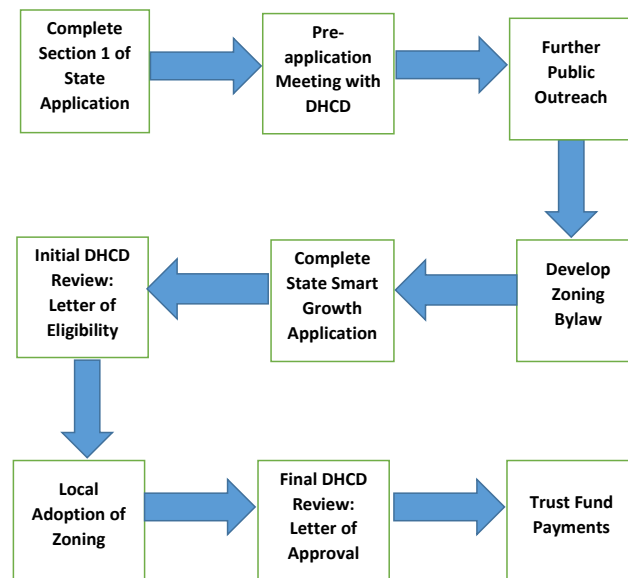 Complete
Section 1 of
State
Application
Pre-
application
Meeting with
DHCD
Further
Public
Outreach
Develop
Zoning
Bylaw
Complete
State Smart
Growth
Application
Initial DHCD
Review:
Letter of
Eligibility
Local
Adoption of
Zoning
Final DHCD
Review:
Letter of
Approval
Trust Fund
Payments